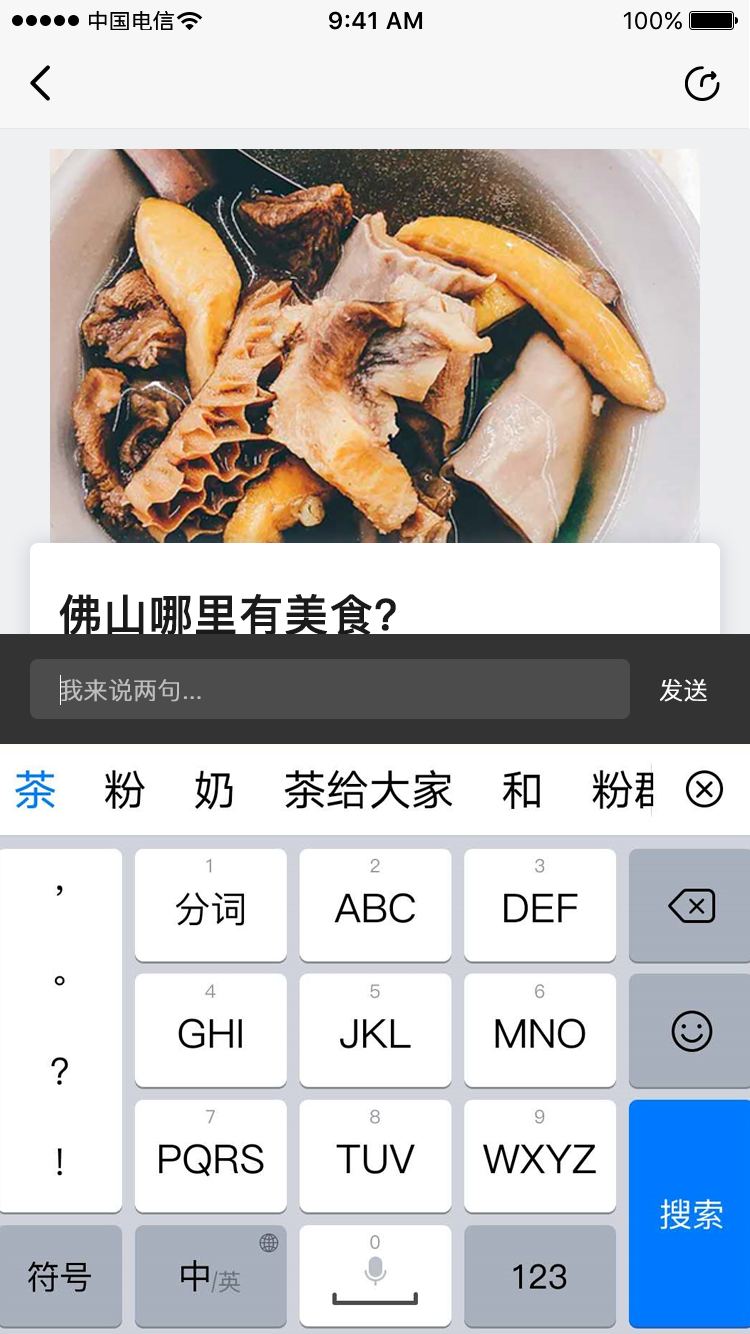 中国电信 9:41 AM 100%
佛山哪里有美食?
我来说两句... 发送
茶 粉 奶 茶给大家 和 粉群
， 1 分词 2 ABC 3 DEF
。 4 GHI 5 JKL 6 MNO
? 7 PQRS 8 TUV 9 WXYZ
! 搜索
符号 中/英 0 123